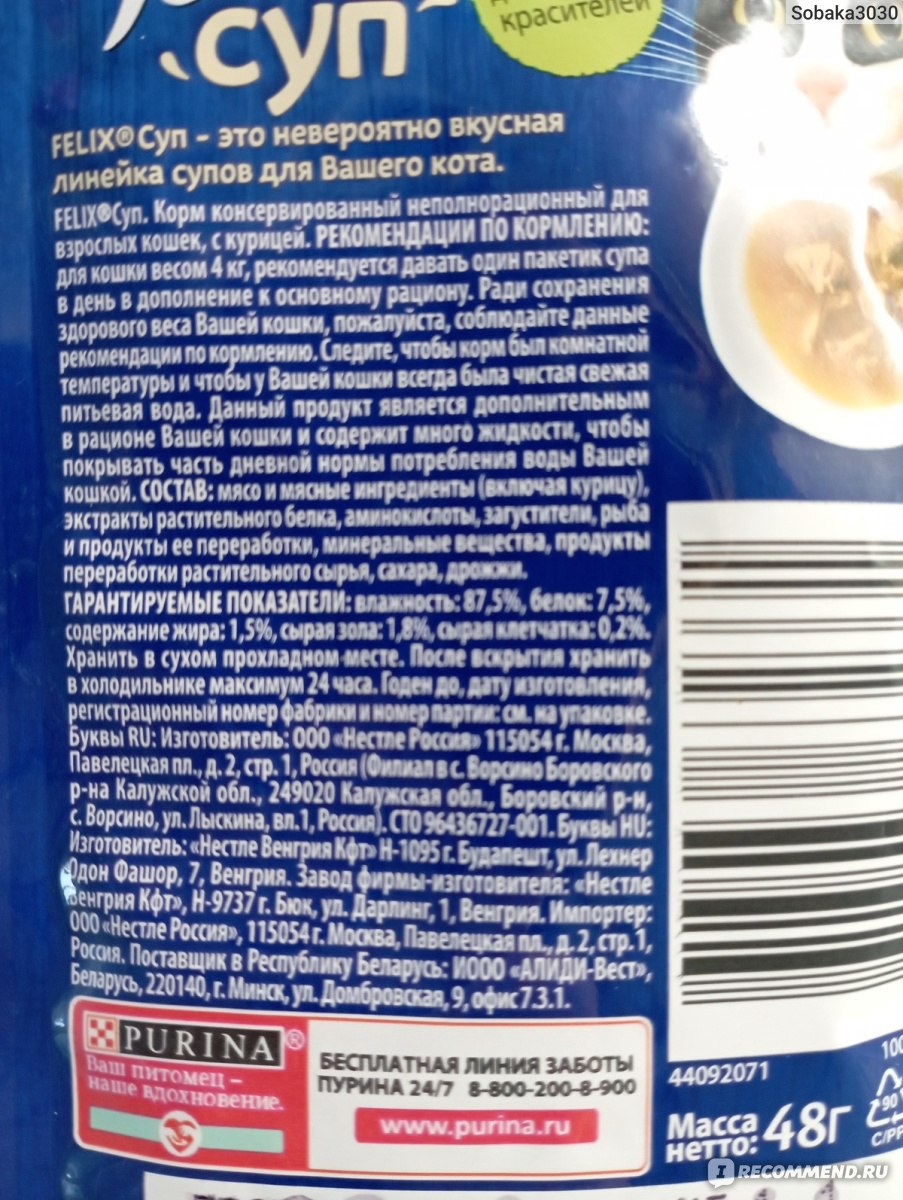 Sobaka3030
красителей
суп
FELIX®Суп - это невероятно вкусная
линейка супов для Вашего кота.
FELIX®Суп. Корм консервированный неполнорационный для
взрослых кошек, с курицей. РЕКОМЕНДАЦИИ ПО КОРМЛЕНИЮ:
для кошки весом 4 кг, рекомендуется давать один пакетик супа
в день в дополнение к основному рациону. Ради сохранения
здорового веса Вашей кошки, пожалуйста, соблюдайте данные
рекомендации по кормлению. Следите, чтобы корм был комнатной
температуры и чтобы у Вашей кошки всегда была чистая свежая
питьевая вода. Данный продукт является дополнительным
в рационе Вашей кошки и содержит много жидкости, чтобы
покрывать часть дневной нормы потребления воды Вашей
кошкой. СОСТАВ: мясо и мясные ингредиенты (включая курицу),
экстракты растительного белка, аминокислоты, загустители, рыба
и продукты ее переработки, минеральные вещества, продукты
переработки растительного сырья, сахара, дрожжи.
ГАРАНТИРУЕМЫЕ ПОКАЗАТЕЛИ: влажность: 87,5%, белок: 7,5%,
содержание жира: 1,5%, сырая зола: 1,8%, сырая клетчатка: 0,2%.
Хранить в сухом прохладном месте. После вскрытия хранить
в холодильнике максимум 24 часа. Годен до, дату изготовления,
регистрационный номер фабрики и номер партии: см. на упаковке.
Буквы RU: Изготовитель: ООО «Нестле Россия» 115054 г. Москва,
Павелецкая пл., д. 2, стр. 1, Россия (Филиал в с. Ворсино Боровского
р-на Калужской обл., 249020 Калужская обл., Боровский р-н,
с. Ворсино, ул. Лыскина, вл.1, Россия). СТО 96436727-001. Буквы HU:
Изготовитель: «Нестле Венгрия Кфт» H-1095 г. Будапешт, ул. Лехнер
Одон Фашор, 7, Венгрия. Завод фирмы-изготовителя: «Нестле
Венгрия Кфт», H-9737 г. Бюк, ул. Дарлинг, 1, Венгрия. Импортер:
ООО «Нестле Россия», 115054 г. Москва, Павелецкая пл., д. 2, стр. 1,
Россия. Поставщик в Республику Беларусь: ИООО «АЛИДИ-Вест»,
Беларусь, 220140, г. Минск, ул. Домбровская, 9, офис 7.3.1.
PURINA®
Ваш питомец –
наше вдохновение.
БЕСПЛАТНАЯ ЛИНИЯ ЗАБОТЫ
ПУРИНА 24/7 8-800-200-8-900
www.purina.ru
44092071
100
Масса
нетто: 48г
90
C/PP
IRECOMMEND.RU